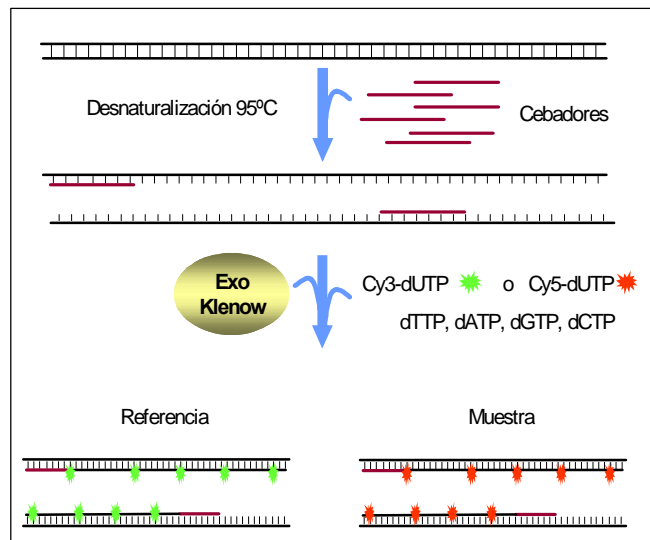 Desnaturalización 95ºC
Cebadores
Exo
Klenow
Cy3-dUTP o Cy5-dUTP
dTTP, dATP, dGTP, dCTP
Referencia
Muestra